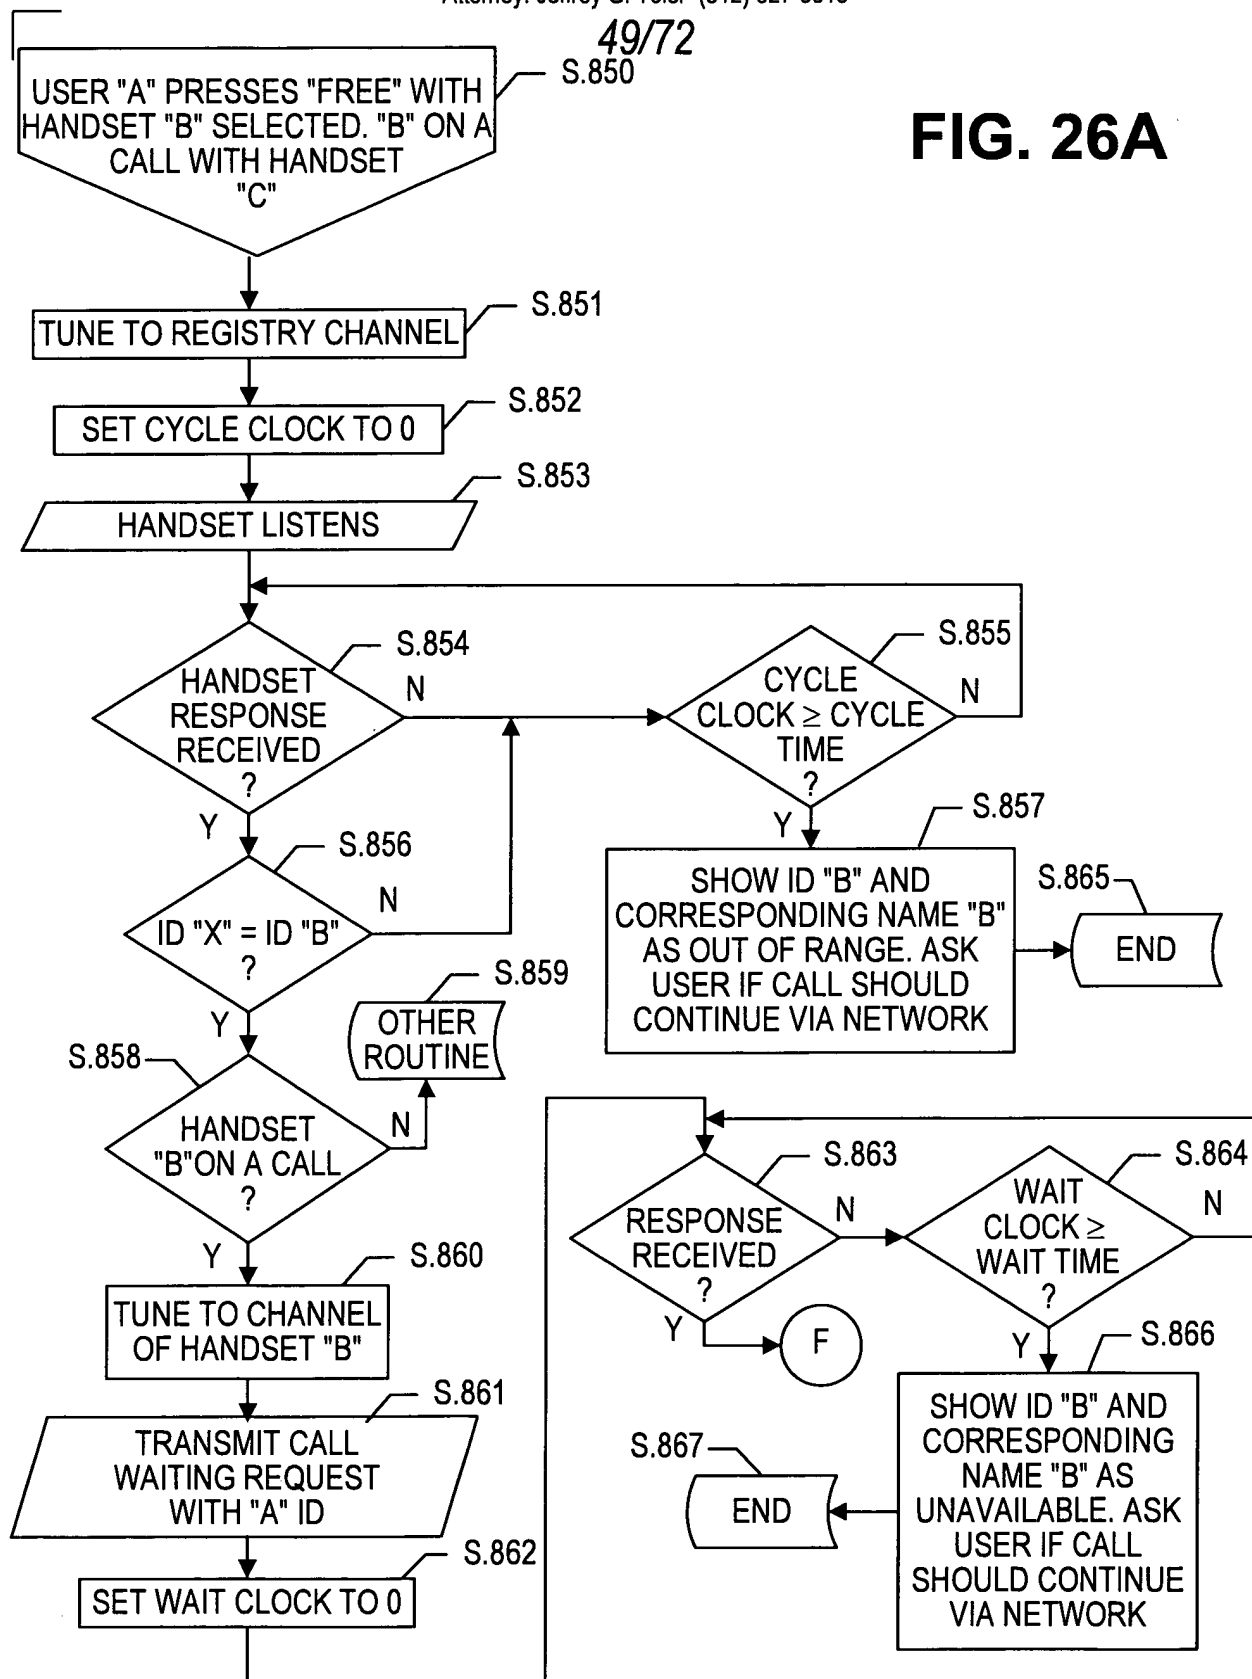 49/72
FIG. 26A
USER "A" PRESSES "FREE" WITH
HANDSET "B" SELECTED. "B" ON A
CALL WITH HANDSET
"C"
S.850
TUNE TO REGISTRY CHANNEL
S.851
SET CYCLE CLOCK TO 0
S.852
HANDSET LISTENS
S.853
HANDSET
RESPONSE
RECEIVED
?
S.854
N
Y
CYCLE
CLOCK ≥ CYCLE
TIME
?
S.855
N
Y
ID "X" = ID "B"
?
S.856
N
Y
SHOW ID "B" AND
CORRESPONDING NAME "B"
AS OUT OF RANGE. ASK
USER IF CALL SHOULD
CONTINUE VIA NETWORK
S.857
S.865
END
S.859
OTHER
ROUTINE
S.858
HANDSET
"B"ON A CALL
?
N
Y
S.860
TUNE TO CHANNEL
OF HANDSET "B"
S.861
TRANSMIT CALL
WAITING REQUEST
WITH "A" ID
S.862
SET WAIT CLOCK TO 0
S.863
RESPONSE
RECEIVED
?
N
Y
F
S.864
WAIT
CLOCK ≥
WAIT TIME
?
N
Y
S.866
SHOW ID "B" AND
CORRESPONDING
NAME "B" AS
UNAVAILABLE. ASK
USER IF CALL
SHOULD CONTINUE
VIA NETWORK
S.867
END